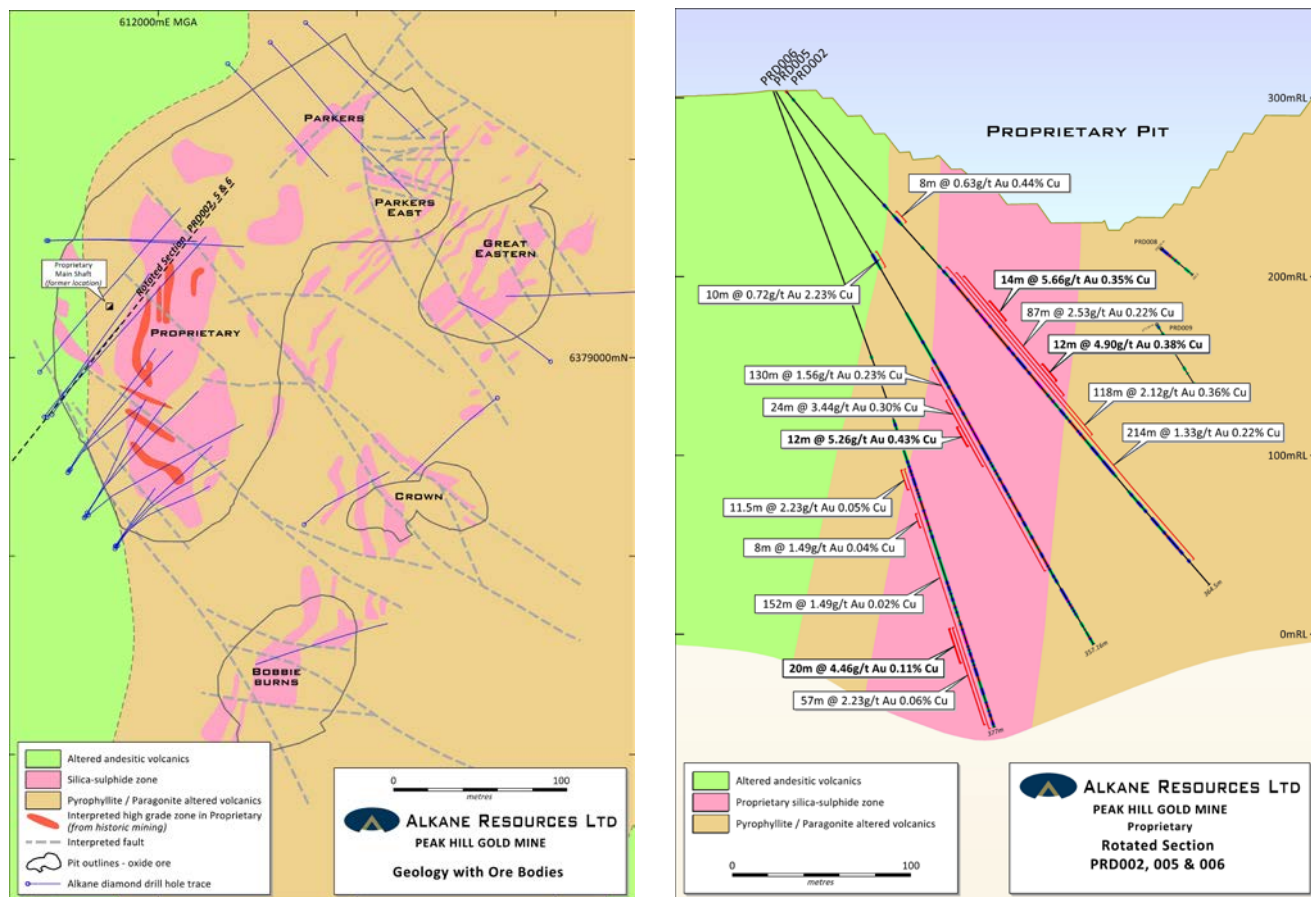 612000mE MGA
PARKERS
PARKERS
EAST
GREAT
EASTERN
Rotated Section PRD002, 5 & 6
Proprietary
Main Shaft
(former location)
PROPRIETARY
6379000mN
CROWN
BOBBIE
BURNS
Altered andesitic volcanics
Silica-sulphide zone
Pyrophyllite / Paragonite altered volcanics
Interpreted high grade zone in Proprietary
(from historic mining)
Interpreted fault
Pit outlines - oxide ore
Alkane diamond drill hole trace
0 100
metres
ALKANE RESOURCES LTD
PEAK HILL GOLD MINE
Geology with Ore Bodies
PRD006
PRD005
PRD002
300mRL
PROPRIETARY PIT
8m @ 0.63g/t Au 0.44% Cu
PRD008
200mRL
14m @ 5.66g/t Au 0.35% Cu
10m @ 0.72g/t Au 2.23% Cu
87m @ 2.53g/t Au 0.22% Cu
PRD009
12m @ 4.90g/t Au 0.38% Cu
130m @ 1.56g/t Au 0.23% Cu
118m @ 2.12g/t Au 0.36% Cu
24m @ 3.44g/t Au 0.30% Cu
214m @ 1.33g/t Au 0.22% Cu
12m @ 5.26g/t Au 0.43% Cu
100mRL
11.5m @ 2.23g/t Au 0.05% Cu
8m @ 1.49g/t Au 0.04% Cu
364.5m
152m @ 1.49g/t Au 0.02% Cu
0mRL
357.16m
20m @ 4.46g/t Au 0.11% Cu
57m @ 2.23g/t Au 0.06% Cu
377m
Altered andesitic volcanics
Proprietary silica-sulphide zone
Pyrophyllite / Paragonite altered volcanics
0 100
metres
ALKANE RESOURCES LTD
PEAK HILL GOLD MINE
Proprietary
Rotated Section
PRD002, 005 & 006